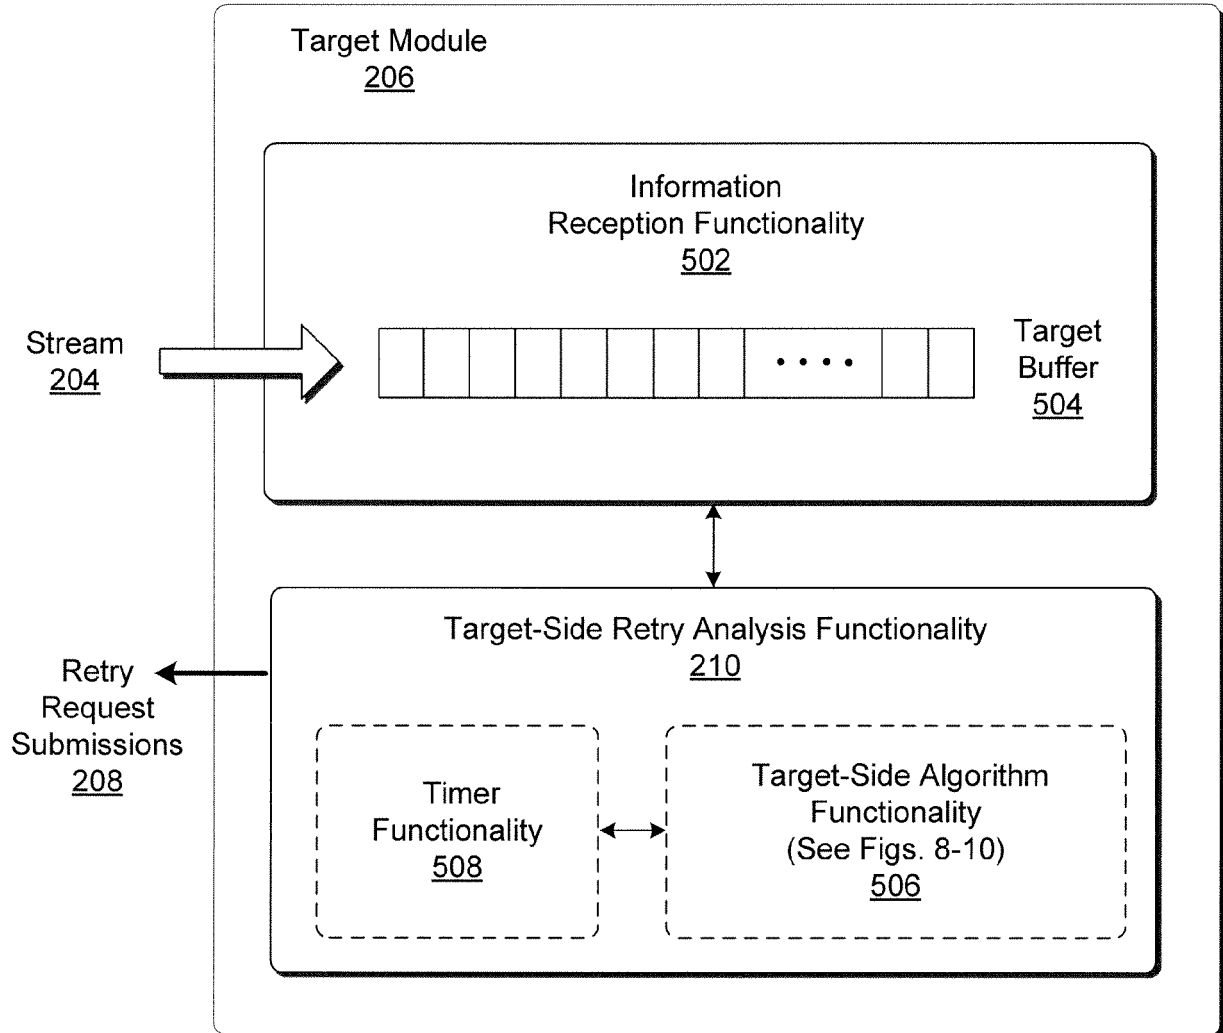 Target Module
206
Information
Reception Functionality
502
Stream
204
Target
Buffer
504
Target-Side Retry Analysis Functionality
210
Retry
Request
Submissions
208
Timer
Functionality
508
Target-Side Algorithm
Functionality
(See Figs. 8-10)
506